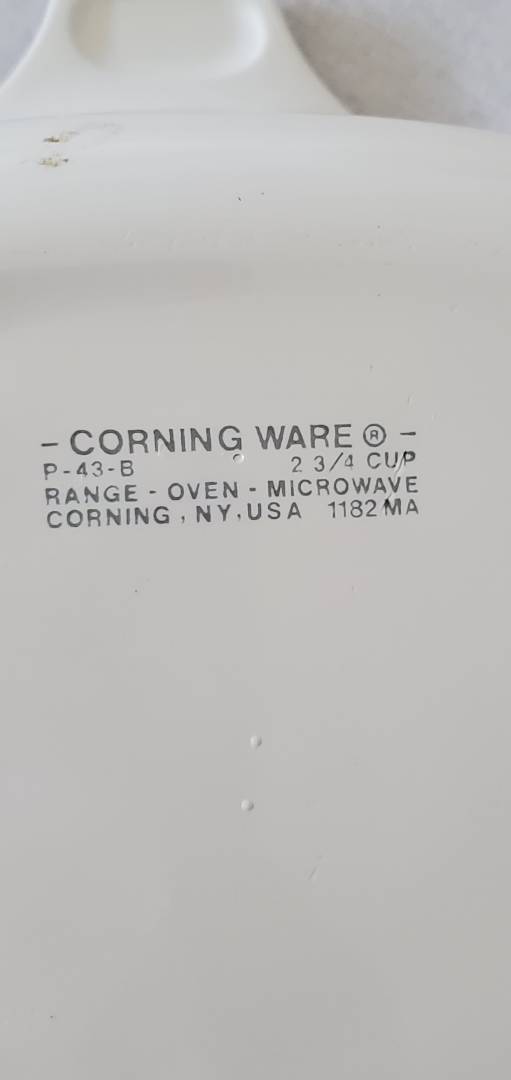 - CORNING WARE ® -
P-43-B 2 3/4 CUP
RANGE - OVEN - MICROWAVE
CORNING, NY, USA 1182 MA